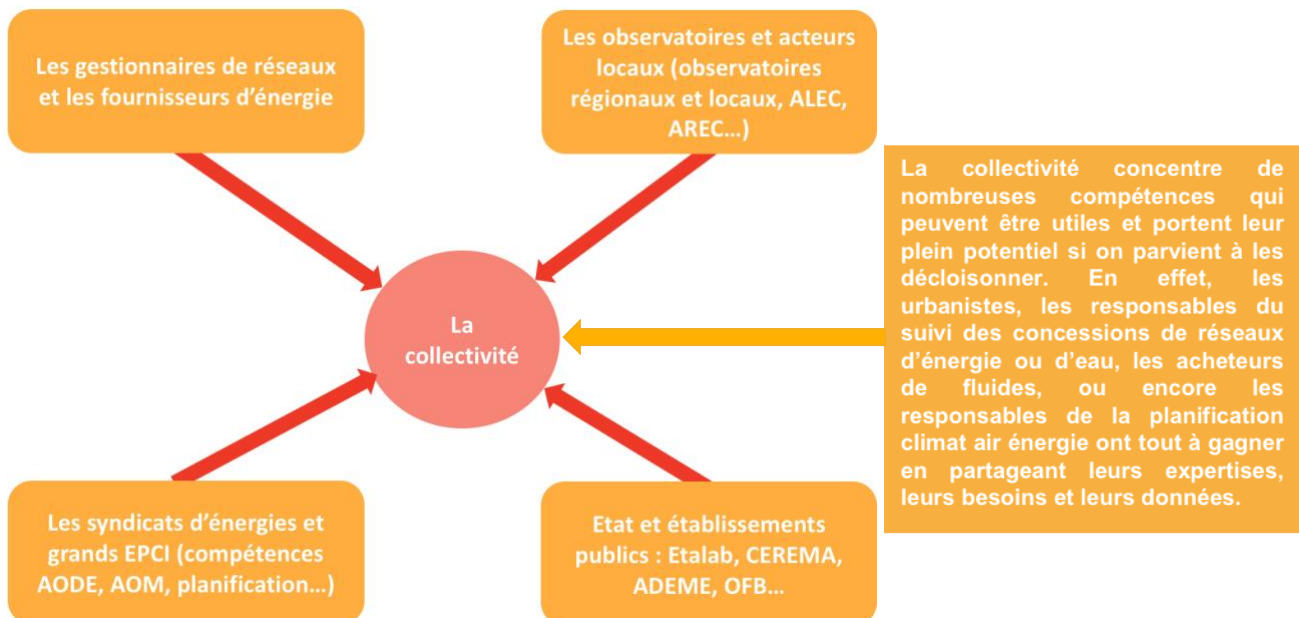 Les gestionnaires de réseaux
et les fournisseurs d’énergie
Les observatoires et acteurs
locaux (observatoires
régionaux et locaux, ALEC,
AREC…)
La
collectivité
La collectivité concentre de
nombreuses compétences qui
peuvent être utiles et portent leur
plein potentiel si on parvient à les
décloisonner. En effet, les
urbanistes, les responsables du
suivi des concessions de réseaux
d’énergie ou d’eau, les acheteurs
de fluides, ou encore les
responsables de la planification
climat air énergie ont tout à gagner
en partageant leurs expertises,
leurs besoins et leurs données.
Les syndicats d’énergies et
grands EPCI (compétences
AODE, AOM, planification…)
Etat et établissements
publics : Etalab, CEREMA,
ADEME, OFB…